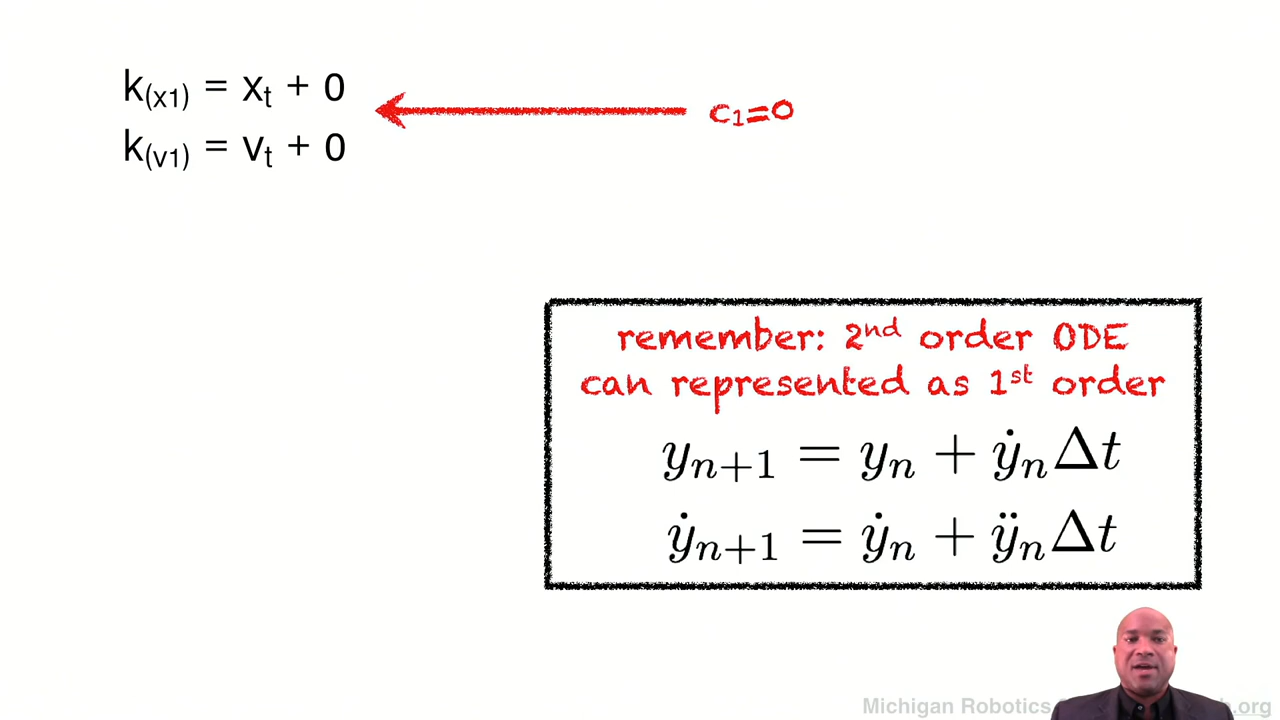 k(x1) = xt + 0
c1=0
k(v1) = vt + 0
remember: 2nd order ODE
can represented as 1st order
yn+1 = yn + ẏnΔt
ẏn+1 = ẏn + ÿnΔt
Michigan Robotics .org